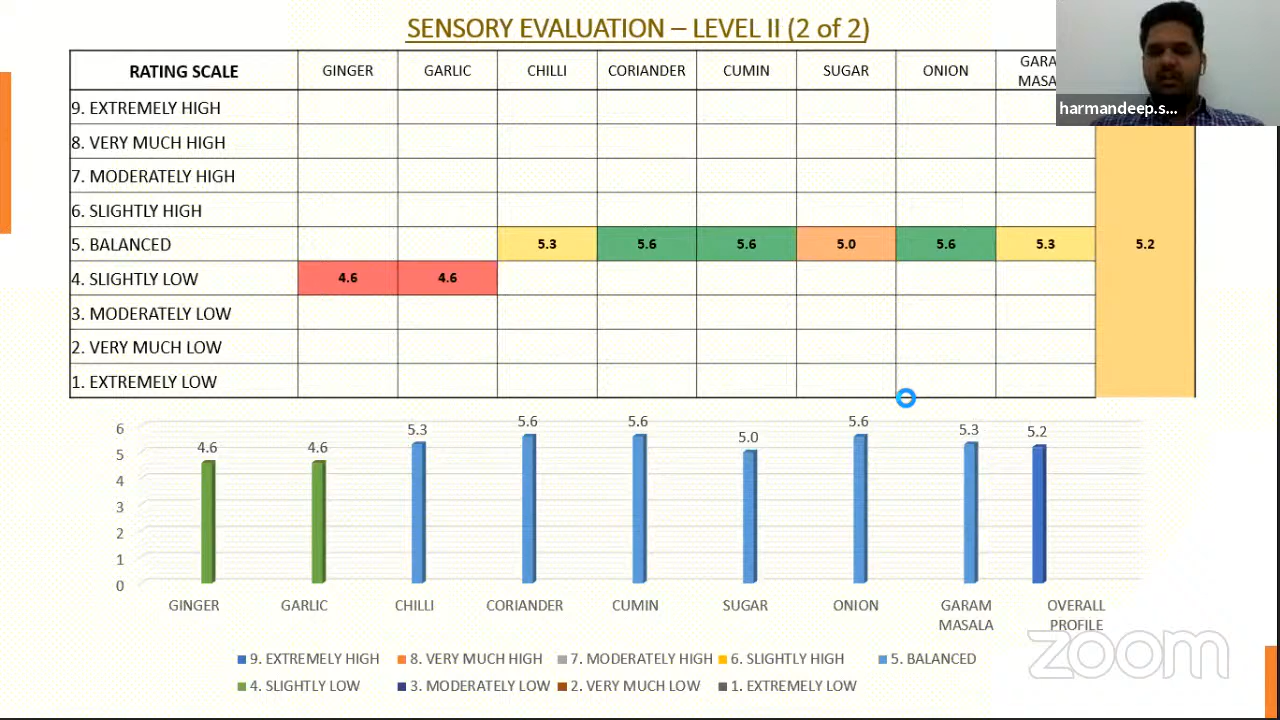 SENSORY EVALUATION – LEVEL II (2 of 2)
RATING SCALE GINGER GARLIC CHILLI CORIANDER CUMIN SUGAR ONION
9. EXTREMELY HIGH
8. VERY MUCH HIGH
7. MODERATELY HIGH
6. SLIGHTLY HIGH
5. BALANCED 5.3 5.6 5.6 5.0 5.6 5.3 5.2
4. SLIGHTLY LOW 4.6 4.6
3. MODERATELY LOW
2. VERY MUCH LOW
1. EXTREMELY LOW
harmandeep.s...
6
5
4
3
2
1
0
4.6 4.6 5.3 5.6 5.6 5.0 5.6 5.3 5.2
GINGER GARLIC CHILLI CORIANDER CUMIN SUGAR ONION GARAM OVERALL
MASALA PROFILE
9. EXTREMELY HIGH 8. VERY MUCH HIGH 7. MODERATELY HIGH 6. SLIGHTLY HIGH 5. BALANCED
4. SLIGHTLY LOW 3. MODERATELY LOW 2. VERY MUCH LOW 1. EXTREMELY LOW
zoom